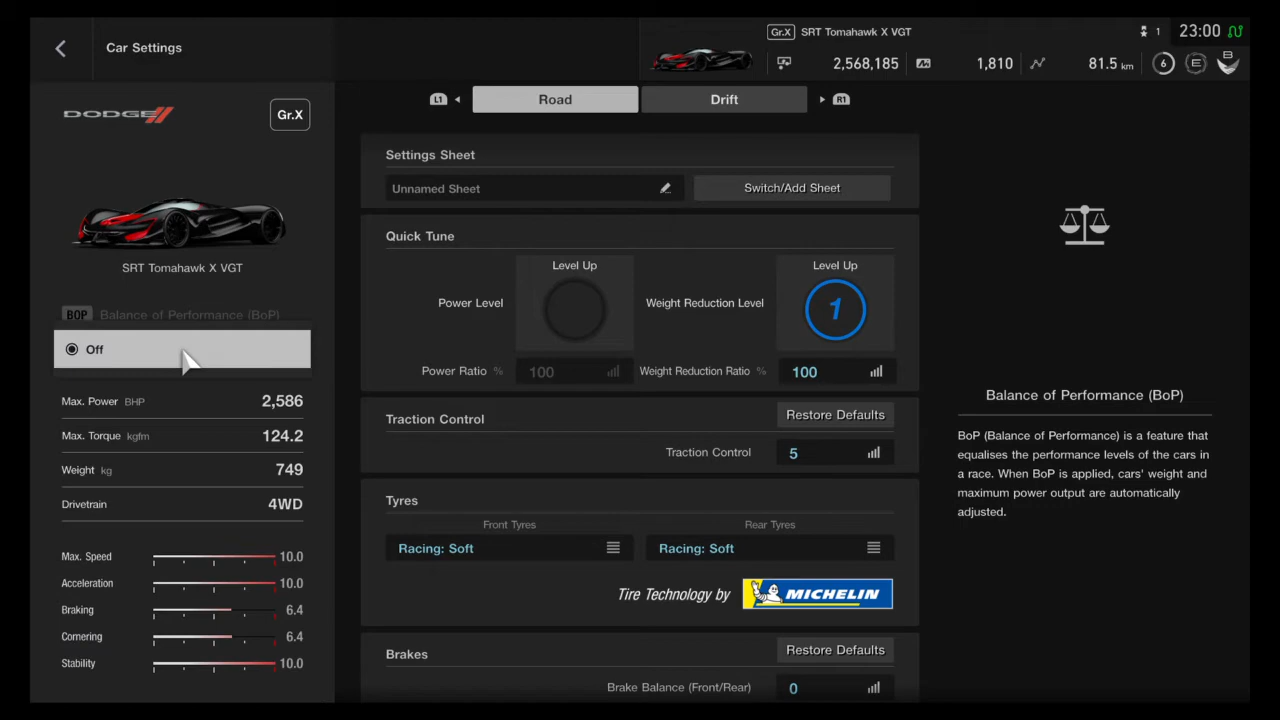 Car Settings
Gr.X SRT Tomahawk X VGT
1 23:00
2,568,185 1,810 81.5 km 6 E B
L1 Road Drift R1
DODGE
Gr.X
SRT Tomahawk X VGT
BOP Balance of Performance (BoP)
Off
Max. Power BHP 2,586
Max. Torque kgfm 124.2
Weight kg 749
Drivetrain 4WD
Max. Speed 10.0
Acceleration 10.0
Braking 6.4
Cornering 6.4
Stability 10.0
Settings Sheet
Unnamed Sheet Switch/Add Sheet
Quick Tune
Level Up Level Up
Power Level Weight Reduction Level 1
Power Ratio % 100 Weight Reduction Ratio % 100
Traction Control Restore Defaults
Traction Control 5
Tyres
Front Tyres Rear Tyres
Racing: Soft Racing: Soft
Tire Technology by MICHELIN
Brakes Restore Defaults
Brake Balance (Front/Rear) 0
Balance of Performance (BoP)
BoP (Balance of Performance) is a feature that
equalises the performance levels of the cars in
a race. When BoP is applied, cars' weight and
maximum power output are automatically
adjusted.